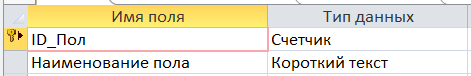 Имя поля Тип данных
ID_Пол Счетчик
Наименование пола Короткий текст